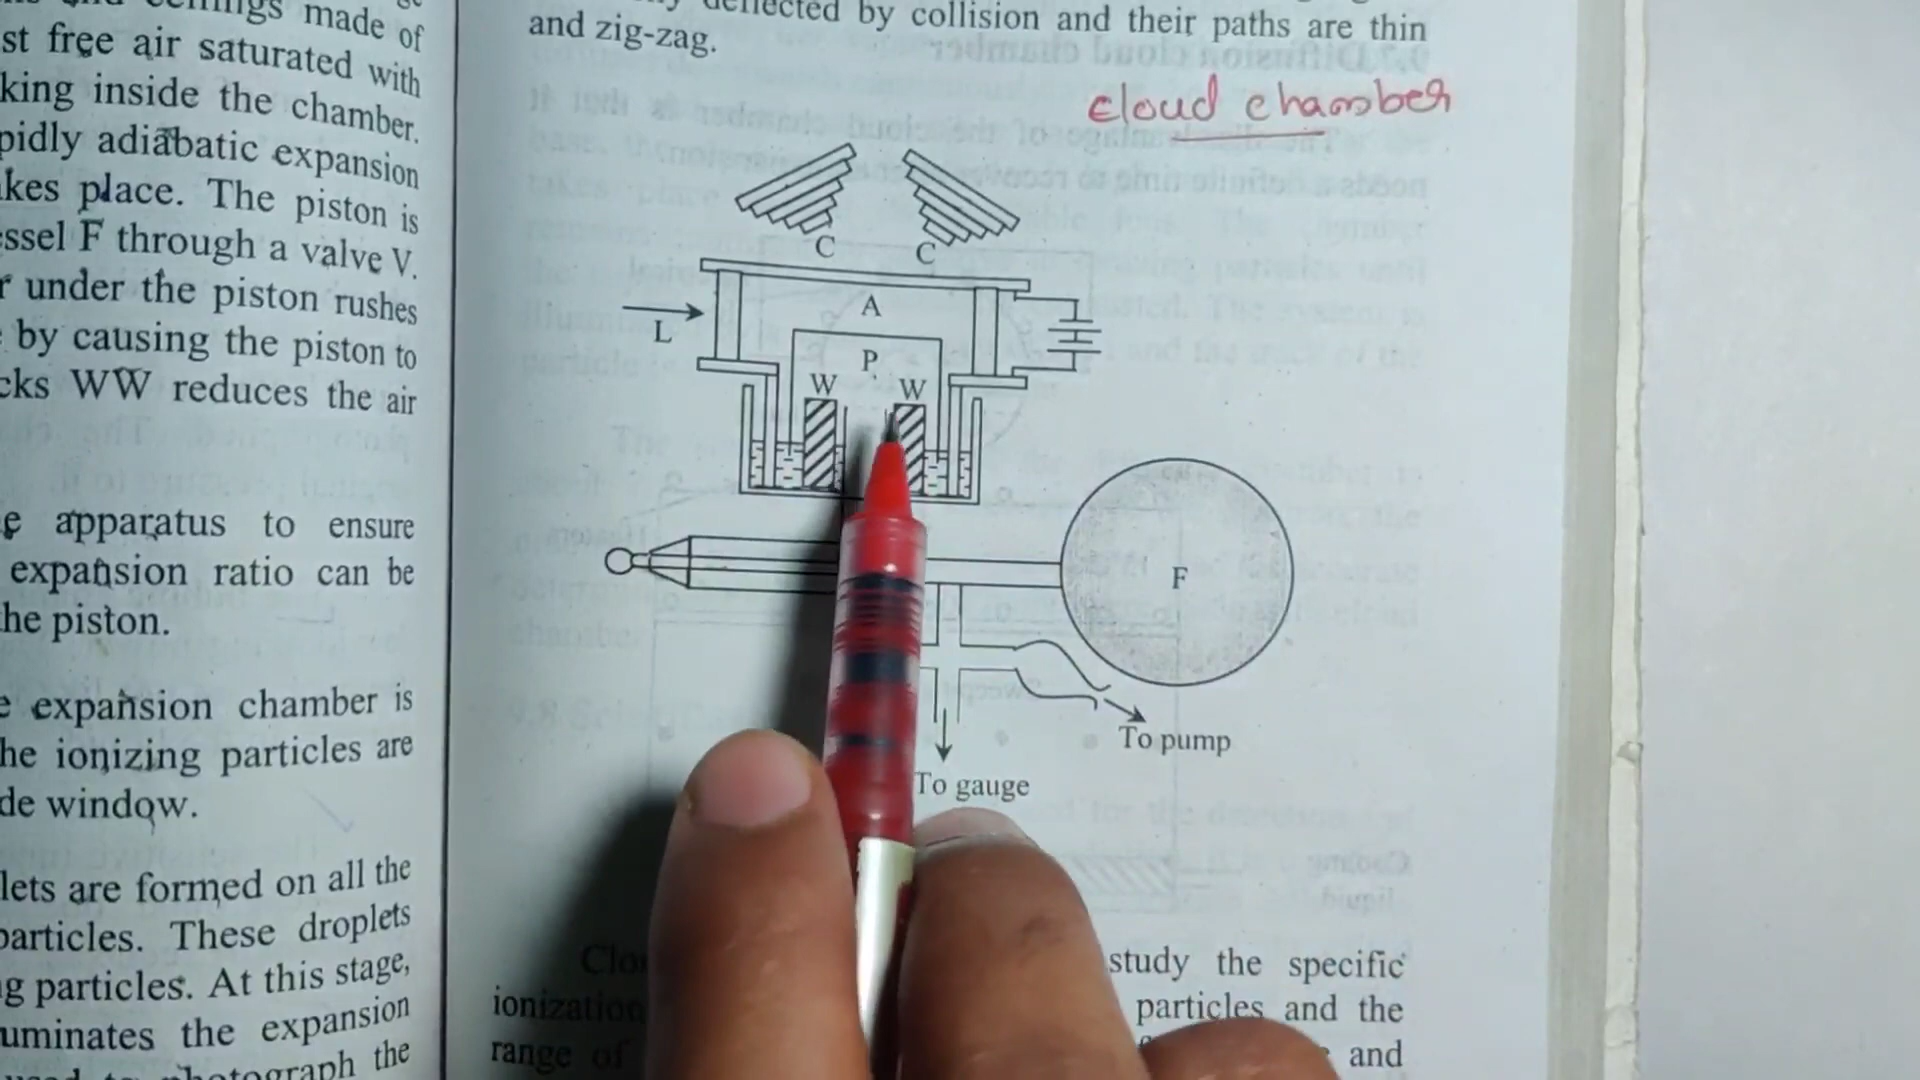 made of
st free air saturated with
king inside the chamber.
pidly adiabatic expansion
kes place. The piston is
ssel F through a valve V.
r under the piston rushes
by causing the piston to
cks WW reduces the air
e apparatus to ensure
expansion ratio can be
he piston.
e expansion chamber is
he ionizing particles are
de window.
lets are formed on all the
particles. These droplets
g particles. At this stage,
uminates the expansion
photograph the
deflected by collision and their paths are thin
and zig-zag.
cloud chamber
C
C
A
L
P
W
W
F
To pump
To gauge
Clo
study the specific
ionization
particles and the
range of
and